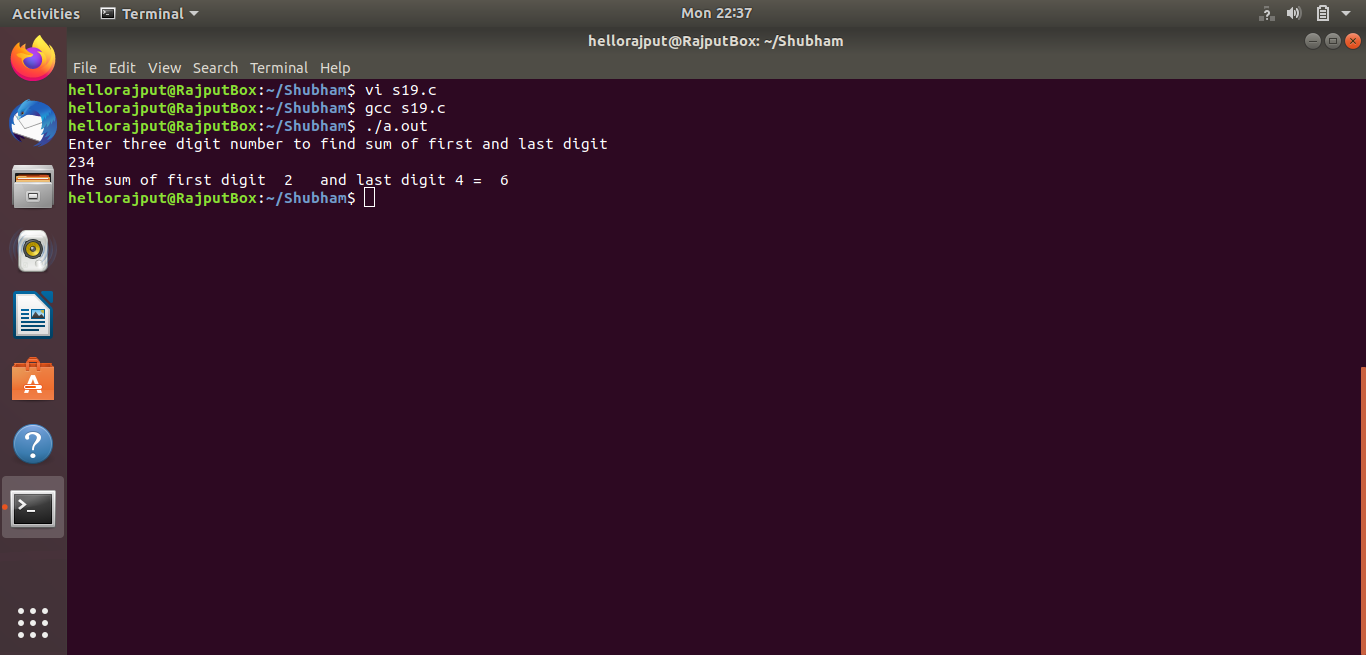 Activities Terminal Mon 22:37
hellorajput@RajputBox: ~/Shubham
File Edit View Search Terminal Help
hellorajput@RajputBox:~/Shubham$ vi s19.c
hellorajput@RajputBox:~/Shubham$ gcc s19.c
hellorajput@RajputBox:~/Shubham$ ./a.out
Enter three digit number to find sum of first and last digit
234
The sum of first digit  2   and last digit 4 =  6
hellorajput@RajputBox:~/Shubham$